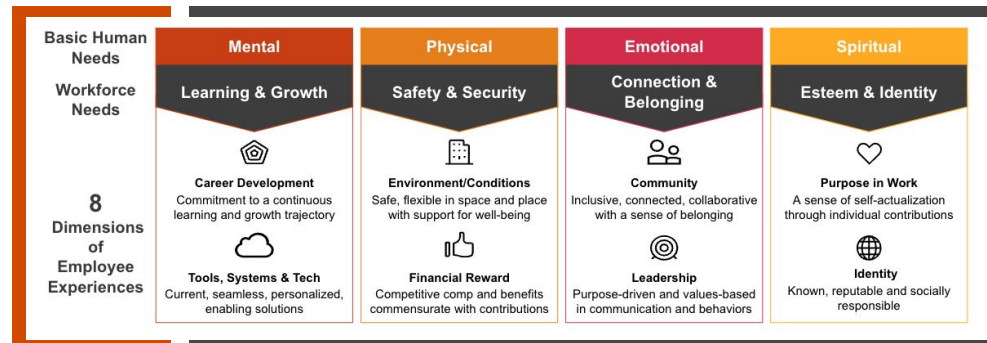 Basic Human
Needs
Mental
Physical
Emotional
Spiritual
Workforce
Needs
Learning & Growth
Safety & Security
Connection &
Belonging
Esteem & Identity
8
Dimensions
of
Employee
Experiences
Career Development
Commitment to a continuous
learning and growth trajectory
Tools, Systems & Tech
Current, seamless, personalized,
enabling solutions
Environment/Conditions
Safe, flexible in space and place
with support for well-being
Financial Reward
Competitive comp and benefits
commensurate with contributions
Community
Inclusive, connected, collaborative
with a sense of belonging
Leadership
Purpose-driven and values-based
in communication and behaviors
Purpose in Work
A sense of self-actualization
through individual contributions
Identity
Known, reputable and socially
responsible